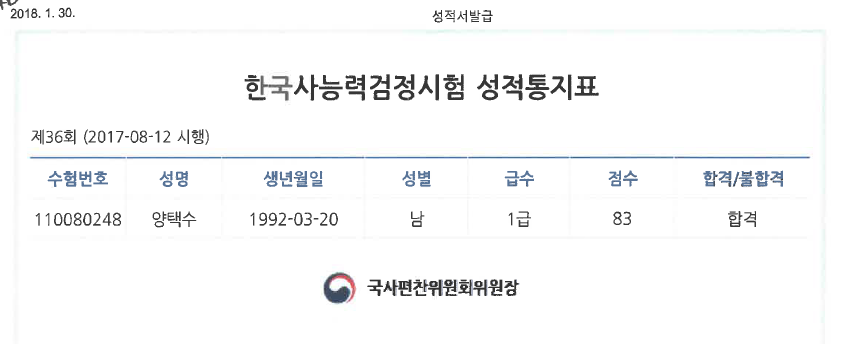 2018. 1. 30.
성적서발급
한국사능력검정시험 성적통지표
제36회 (2017-08-12 시행)
수험번호 성명 생년월일 성별 급수 점수 합격/불합격
110080248 양택수 1992-03-20 남 1급 83 합격
국사편찬위원회위원장